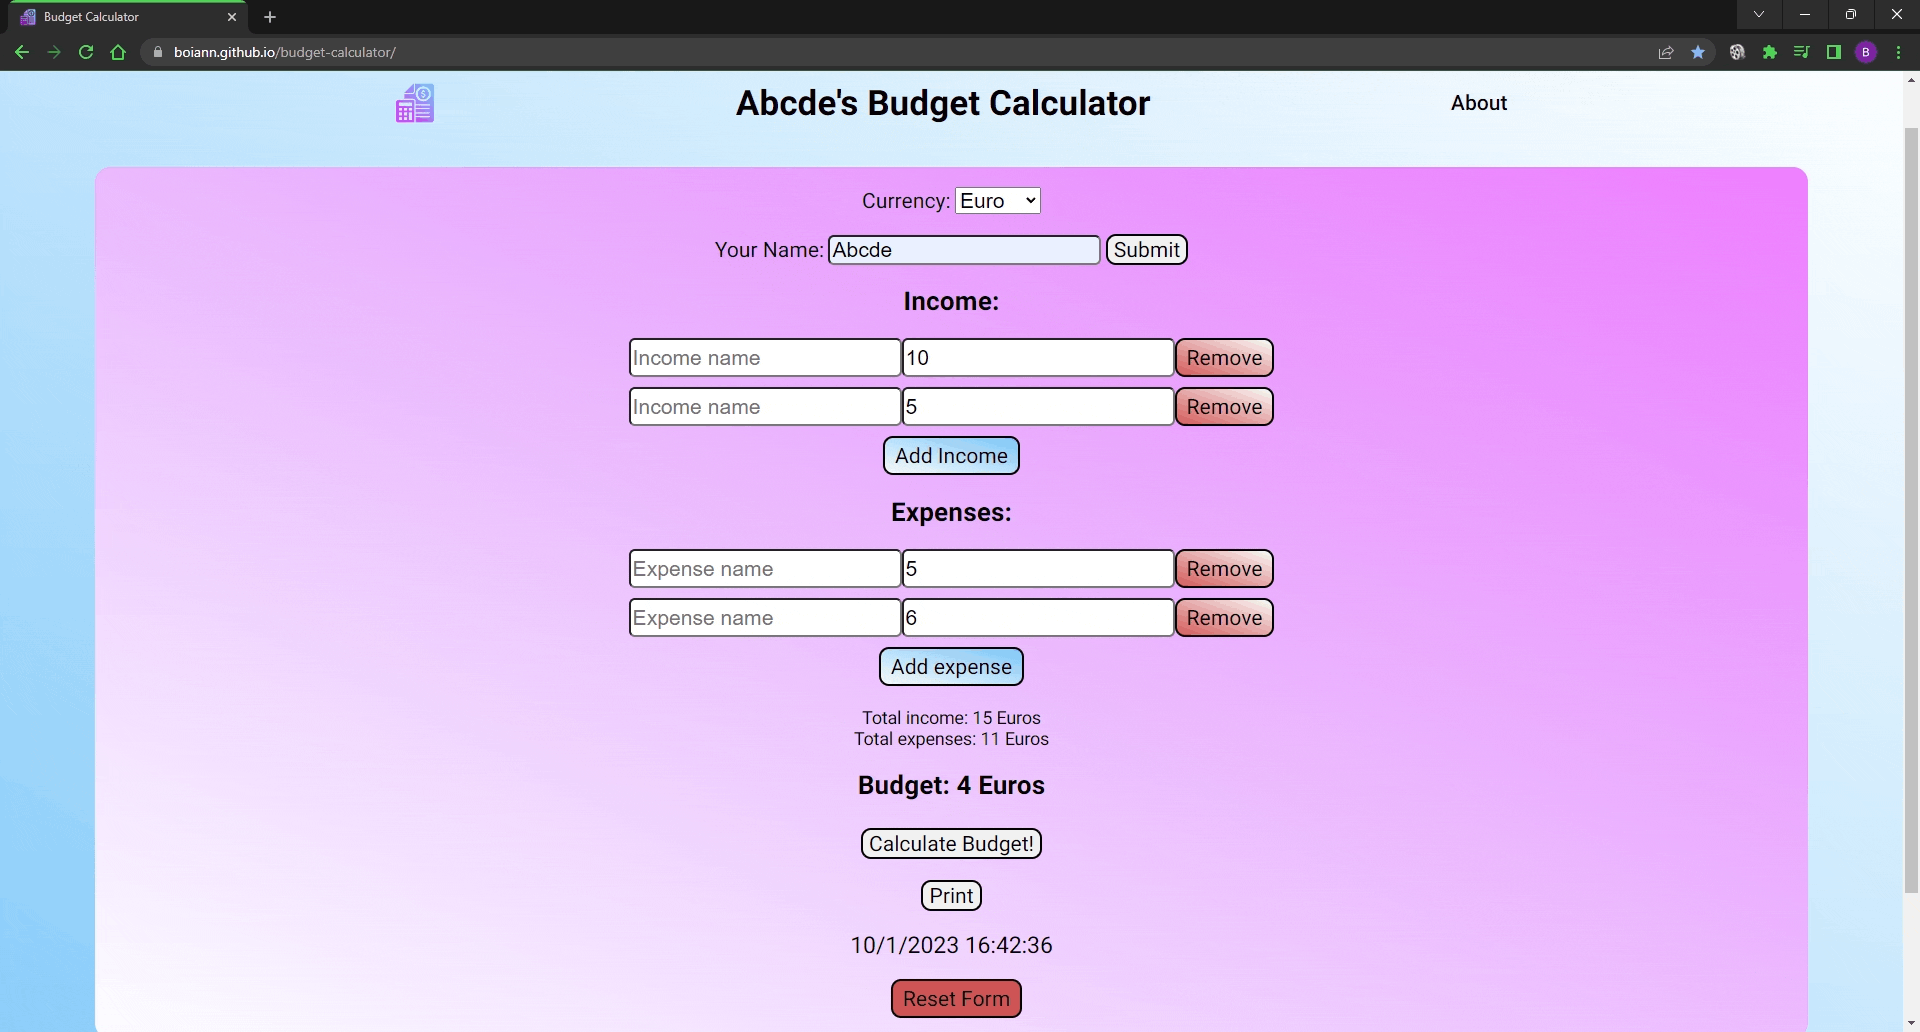 Budget Calculator
boiann.github.io/budget-calculator/
B
Abcde's Budget Calculator
About
Currency: Euro
Your Name: Abcde Submit
Income:
Income name 10 Remove
Income name 5 Remove
Add Income
Expenses:
Expense name 5 Remove
Expense name 6 Remove
Add expense
Total income: 15 Euros
Total expenses: 11 Euros
Budget: 4 Euros
Calculate Budget!
Print
10/1/2023 16:42:36
Reset Form